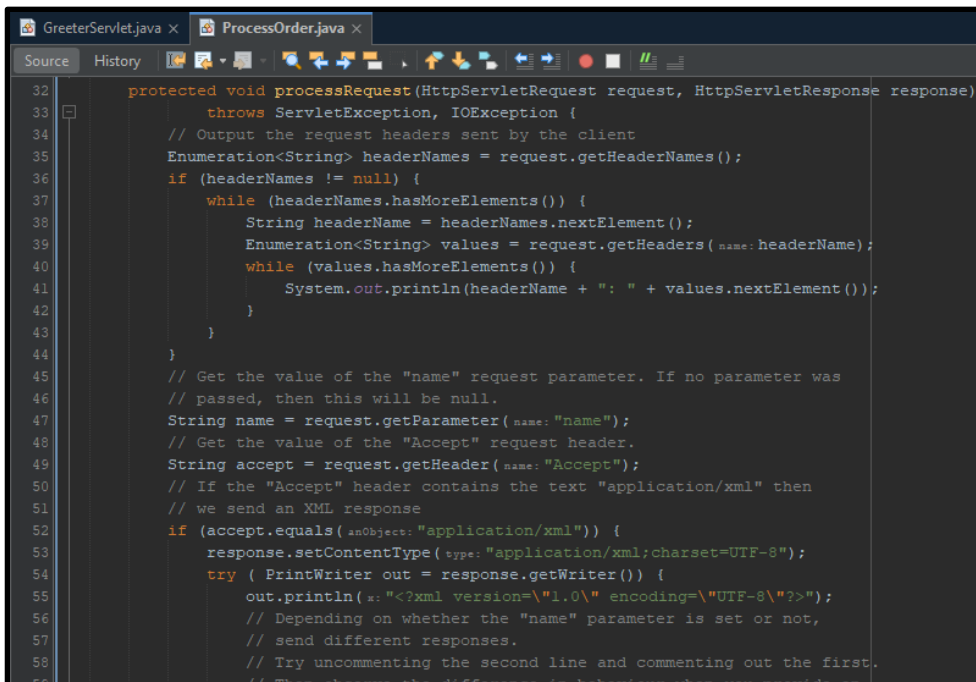 GreeterServlet.java × ProcessOrder.java ×
Source History
32 protected void processRequest(HttpServletRequest request, HttpServletResponse response)
33 throws ServletException, IOException {
34 // Output the request headers sent by the client
35 Enumeration<String> headerNames = request.getHeaderNames();
36 if (headerNames != null) {
37 while (headerNames.hasMoreElements()) {
38 String headerName = headerNames.nextElement();
39 Enumeration<String> values = request.getHeaders( name: headerName);
40 while (values.hasMoreElements()) {
41 System.out.println(headerName + ": " + values.nextElement());
42 }
43 }
44 }
45 // Get the value of the "name" request parameter. If no parameter was
46 // passed, then this will be null.
47 String name = request.getParameter( name: "name");
48 // Get the value of the "Accept" request header.
49 String accept = request.getHeader( name: "Accept");
50 // If the "Accept" header contains the text "application/xml" then
51 // we send an XML response
52 if (accept.equals( anObject: "application/xml")) {
53 response.setContentType( type: "application/xml;charset=UTF-8");
54 try ( PrintWriter out = response.getWriter()) {
55 out.println( x: "<?xml version=\"1.0\" encoding=\"UTF-8\"?>");
56 // Depending on whether the "name" parameter is set or not,
57 // send different responses.
58 // Try uncommenting the second line and commenting out the first.